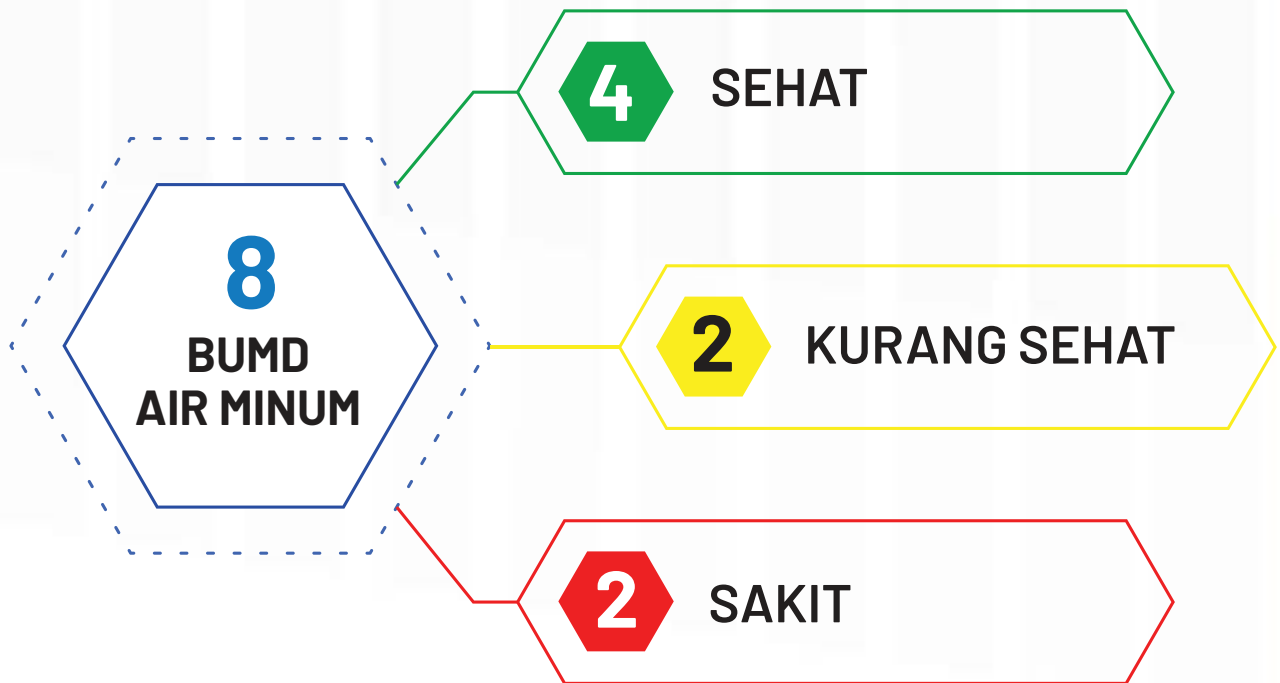 8
BUMD
AIR MINUM
4 SEHAT
2 KURANG SEHAT
2 SAKIT